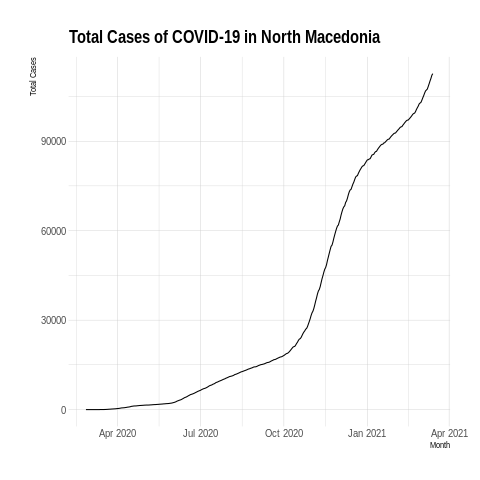 Total Cases of COVID-19 in North Macedonia
Total Cases
90000
60000
30000
0
Apr 2020 Jul 2020 Oct 2020 Jan 2021 Apr 2021
Month